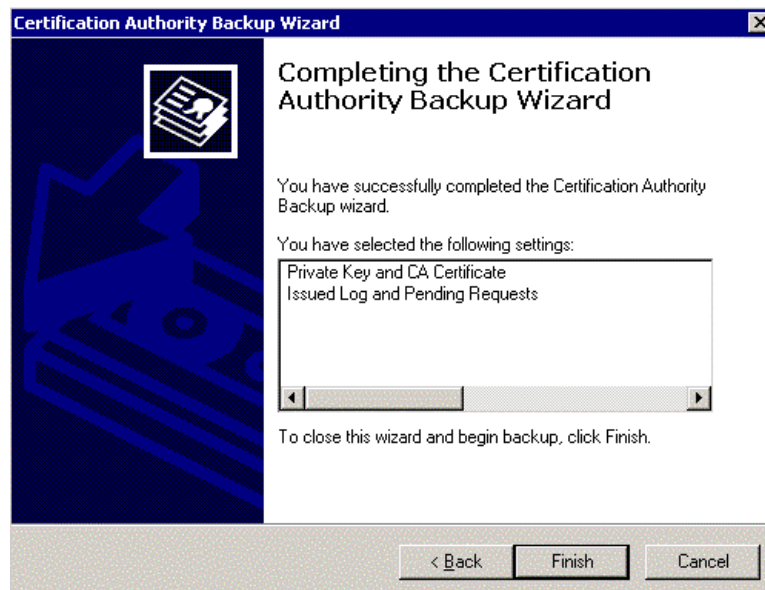 Certification Authority Backup Wizard
Completing the Certification
Authority Backup Wizard
You have successfully completed the Certification Authority
Backup wizard.
You have selected the following settings:
Private Key and CA Certificate
Issued Log and Pending Requests
To close this wizard and begin backup, click Finish.
< Back Finish Cancel